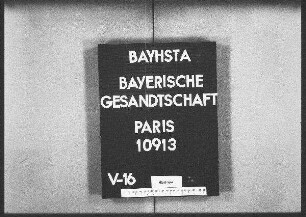 BAYHSTA
BAYERISCHE
GESANDTSCHAFT
PARIS
10913
V-16